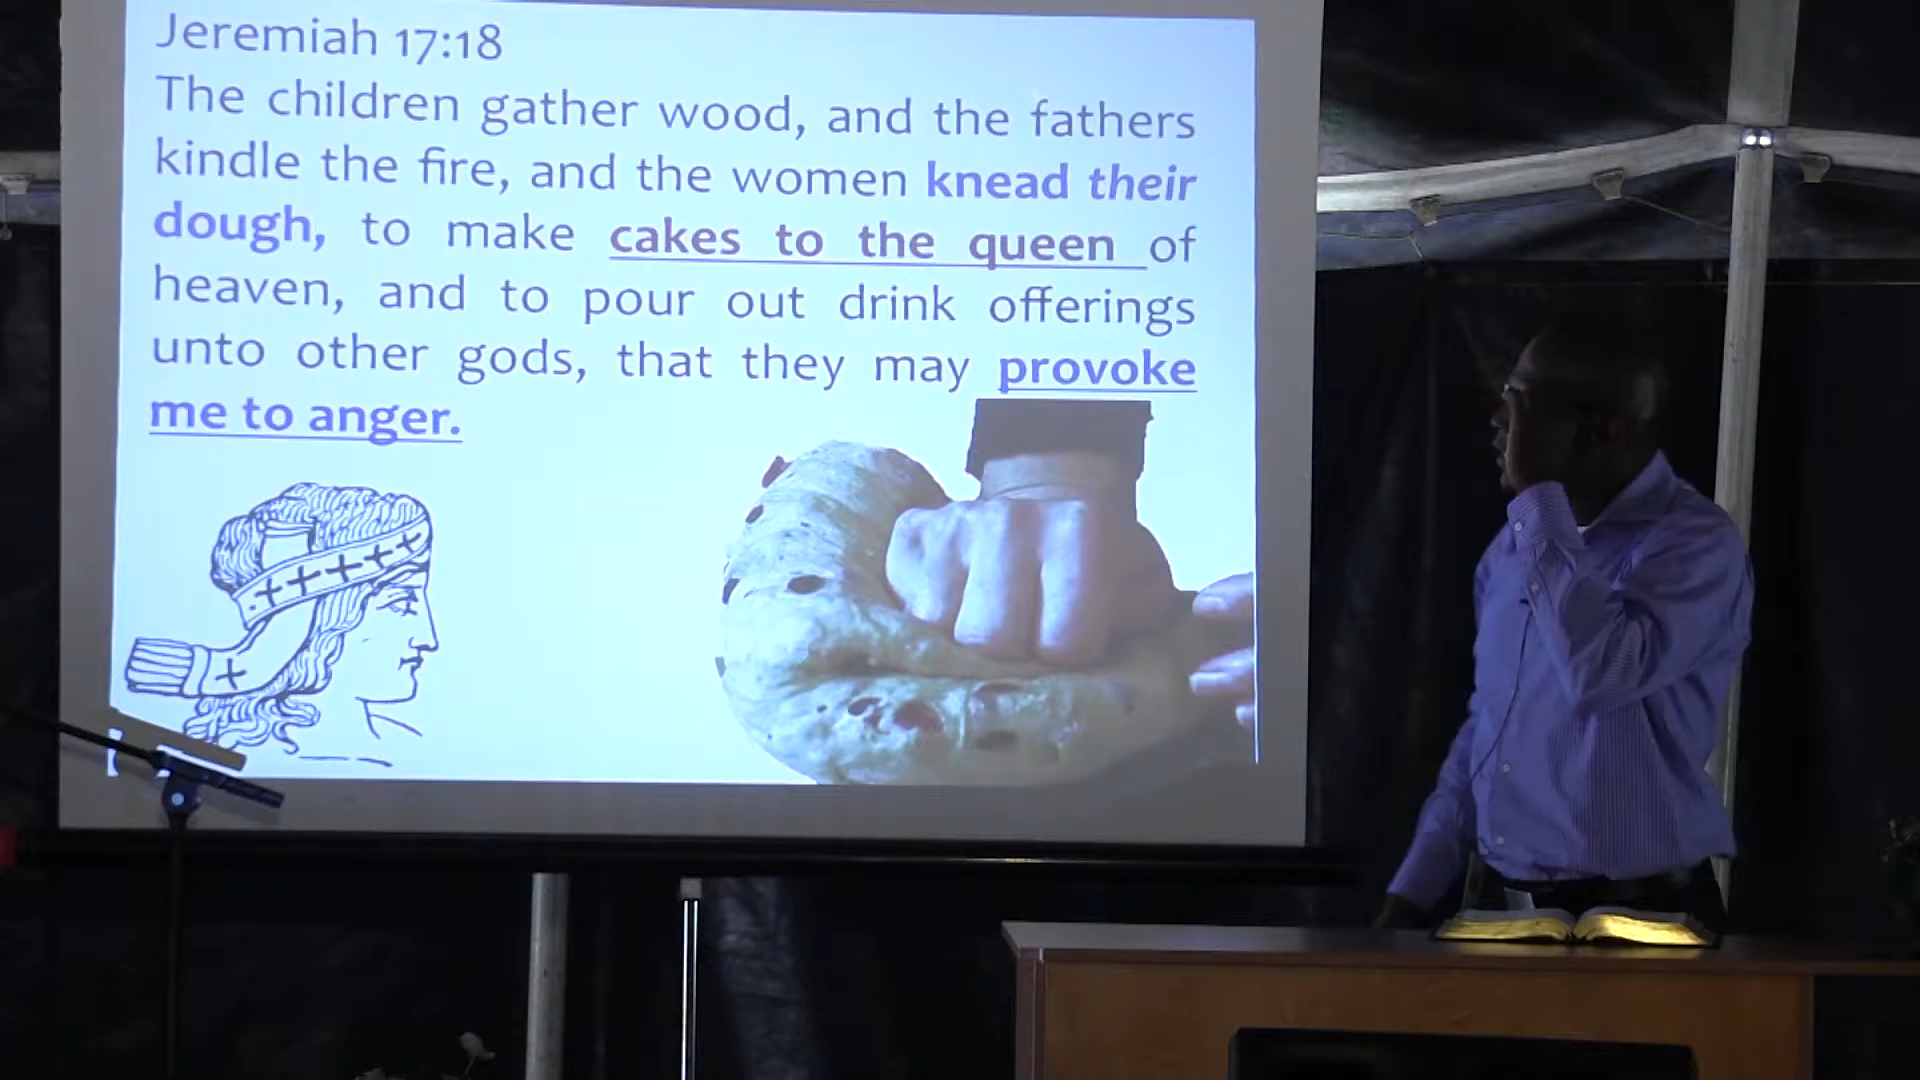 Jeremiah 17:18
The children gather wood, and the fathers
kindle the fire, and the women knead their
dough, to make cakes to the queen of
heaven, and to pour out drink offerings
unto other gods, that they may provoke
me to anger.